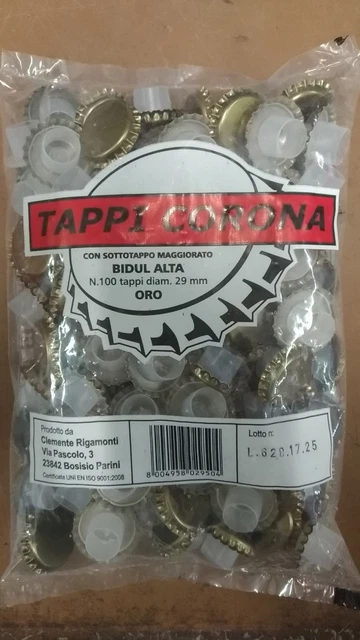 TAPPI CORONA
CON SOTTOTAPPO MAGGIORATO
BIDUL ALTA
N.100 tappi diam. 29 mm
ORO
Prodotto da
Clemente Rigamonti
Via Pascolo, 3
23842 Bosisio Parini
Certificata UNI EN ISO 9001:2008
8 004958 029504
Lotto n:
L.620.17.25